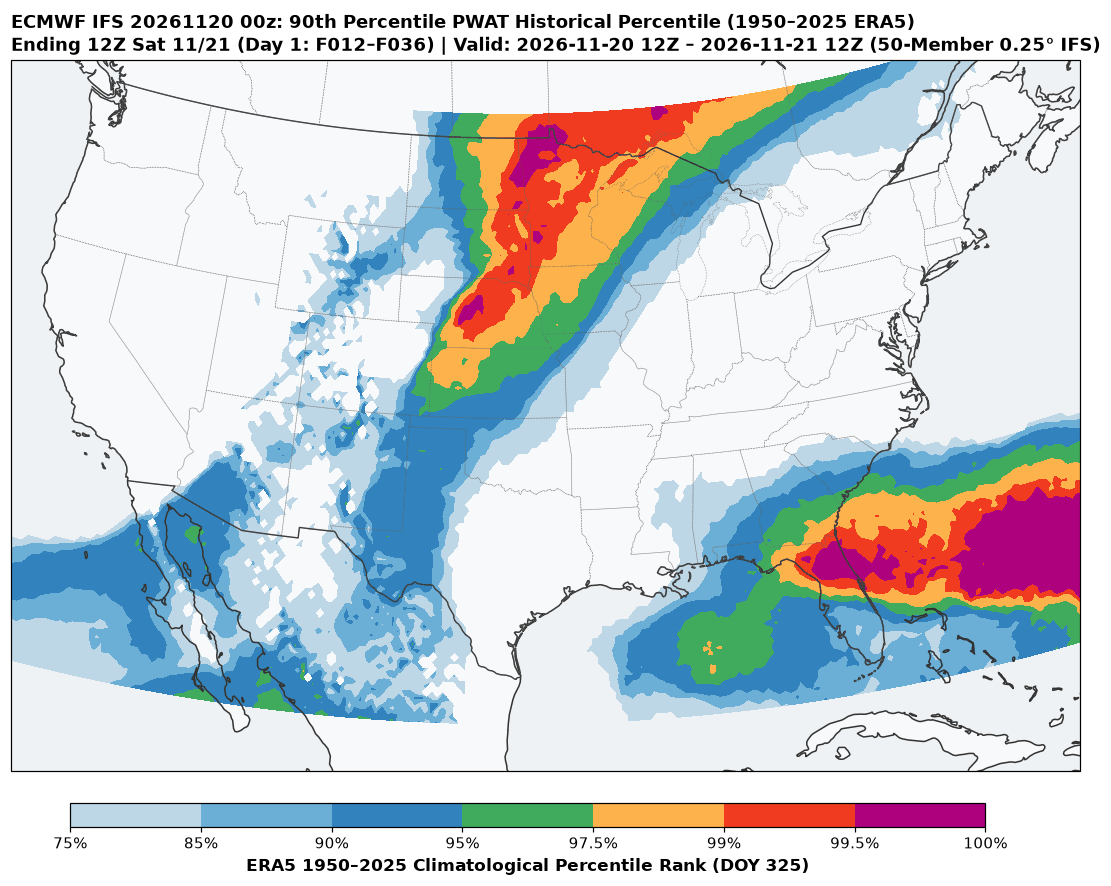 ECMWF IFS 20261120 00z: 90th Percentile PWAT Historical Percentile (1950–2025 ERA5)
Ending 12Z Sat 11/21 (Day 1: F012–F036) | Valid: 2026-11-20 12Z – 2026-11-21 12Z (50-Member 0.25° IFS)
75% 85% 90% 95% 97.5% 99% 99.5% 100%
ERA5 1950–2025 Climatological Percentile Rank (DOY 325)